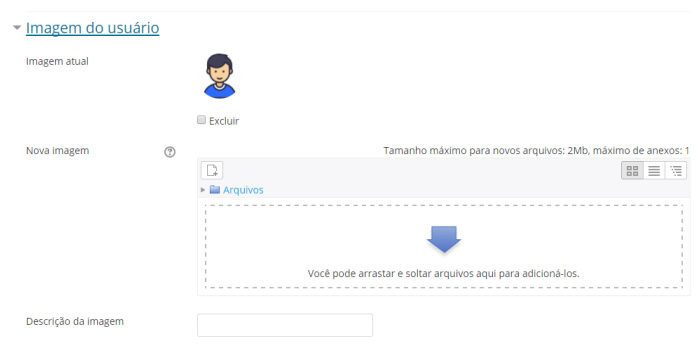 Imagem do usuário
Imagem atual
Excluir
Nova imagem
Tamanho máximo para novos arquivos: 2Mb, máximo de anexos: 1
Arquivos
Você pode arrastar e soltar arquivos aqui para adicioná-los.
Descrição da imagem